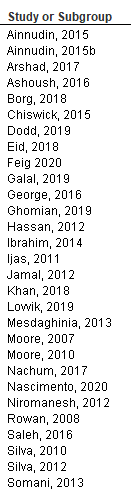 Study or Subgroup
Ainnudin, 2015
Ainnudin, 2015b
Arshad, 2017
Ashoush, 2016
Borg, 2018
Chiswick, 2015
Dodd, 2019
Eid, 2018
Feig 2020
Galal, 2019
George, 2016
Ghomian, 2019
Hassan, 2012
Ibrahim, 2014
Ijas, 2011
Jamal, 2012
Khan, 2018
Lowik, 2019
Mesdaghinia, 2013
Moore, 2007
Moore, 2010
Nachum, 2017
Nascimento, 2020
Niromanesh, 2012
Rowan, 2008
Saleh, 2016
Silva, 2010
Silva, 2012
Somani, 2013